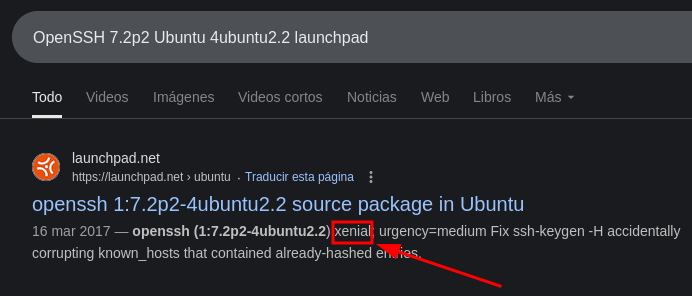 OpenSSH 7.2p2 Ubuntu 4ubuntu2.2 launchpad
Todo Videos Imágenes Videos cortos Noticias Web Libros Más
launchpad.net
https://launchpad.net › ubuntu · Traducir esta página
openssh 1:7.2p2-4ubuntu2.2 source package in Ubuntu
16 mar 2017 — openssh (1:7.2p2-4ubuntu2.2) xenial; urgency=medium Fix ssh-keygen -H accidentally
corrupting known_hosts that contained already-hashed entries.